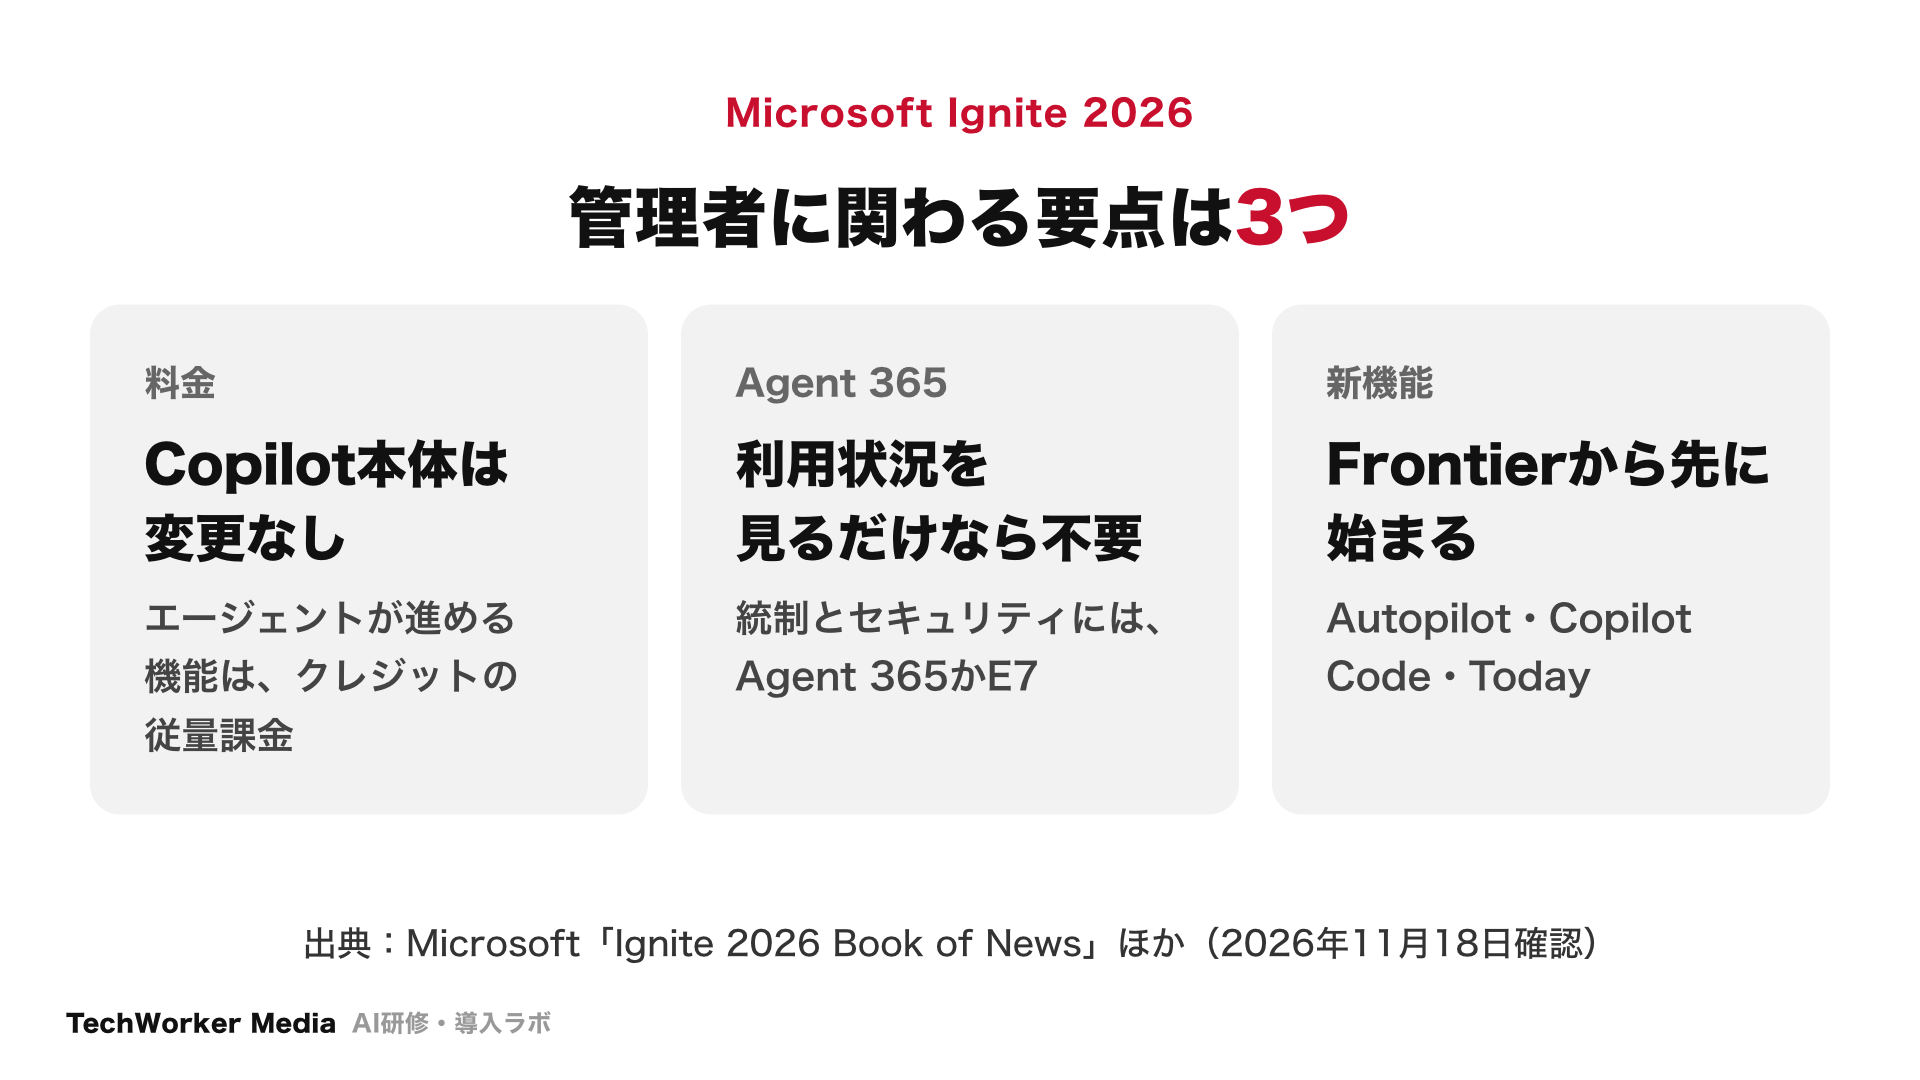 Microsoft Ignite 2026
管理者に関わる要点は3つ
料金
Copilot本体は
変更なし
エージェントが進める
機能は、クレジットの
従量課金
Agent 365
利用状況を
見るだけなら不要
統制とセキュリティには、
Agent 365かE7
新機能
Frontierから先に
始まる
Autopilot・Copilot
Code・Today
出典：Microsoft「Ignite 2026 Book of News」ほか（2026年11月18日確認）
TechWorker Media AI研修・導入ラボ